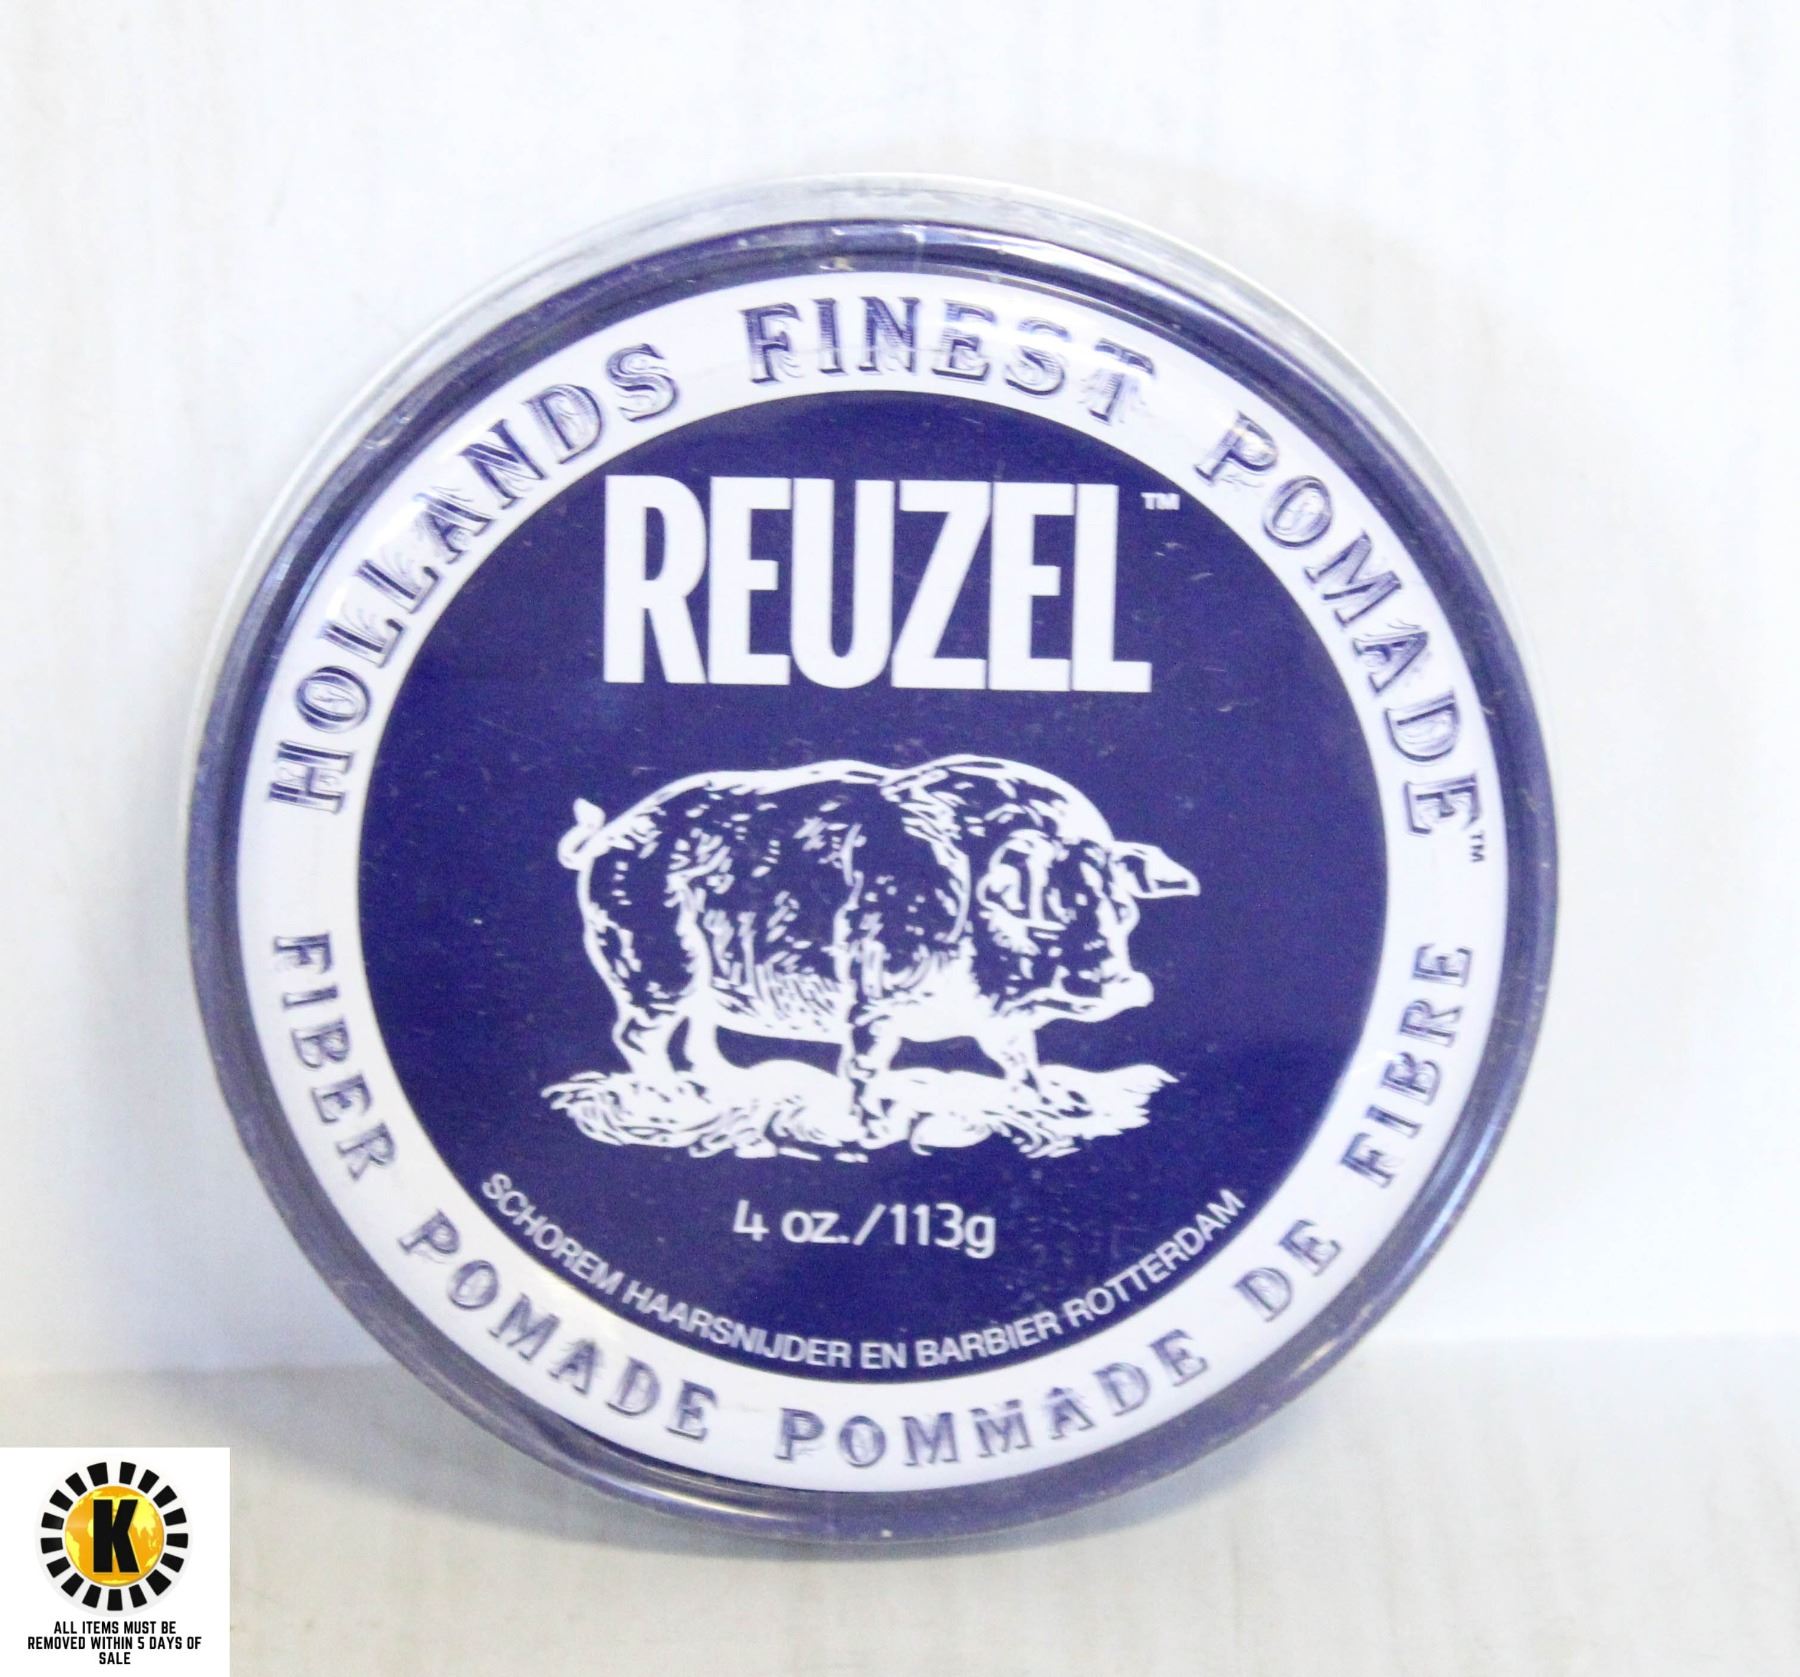 HOLLANDS FINEST POMADE™
REUZEL™
4 oz./113g
SCHOREM HAARSNIJDER EN BARBIER ROTTERDAM
FIBER POMADE POMMADE DE FIBRE
K
ALL ITEMS MUST BE
REMOVED WITHIN 5 DAYS OF
SALE